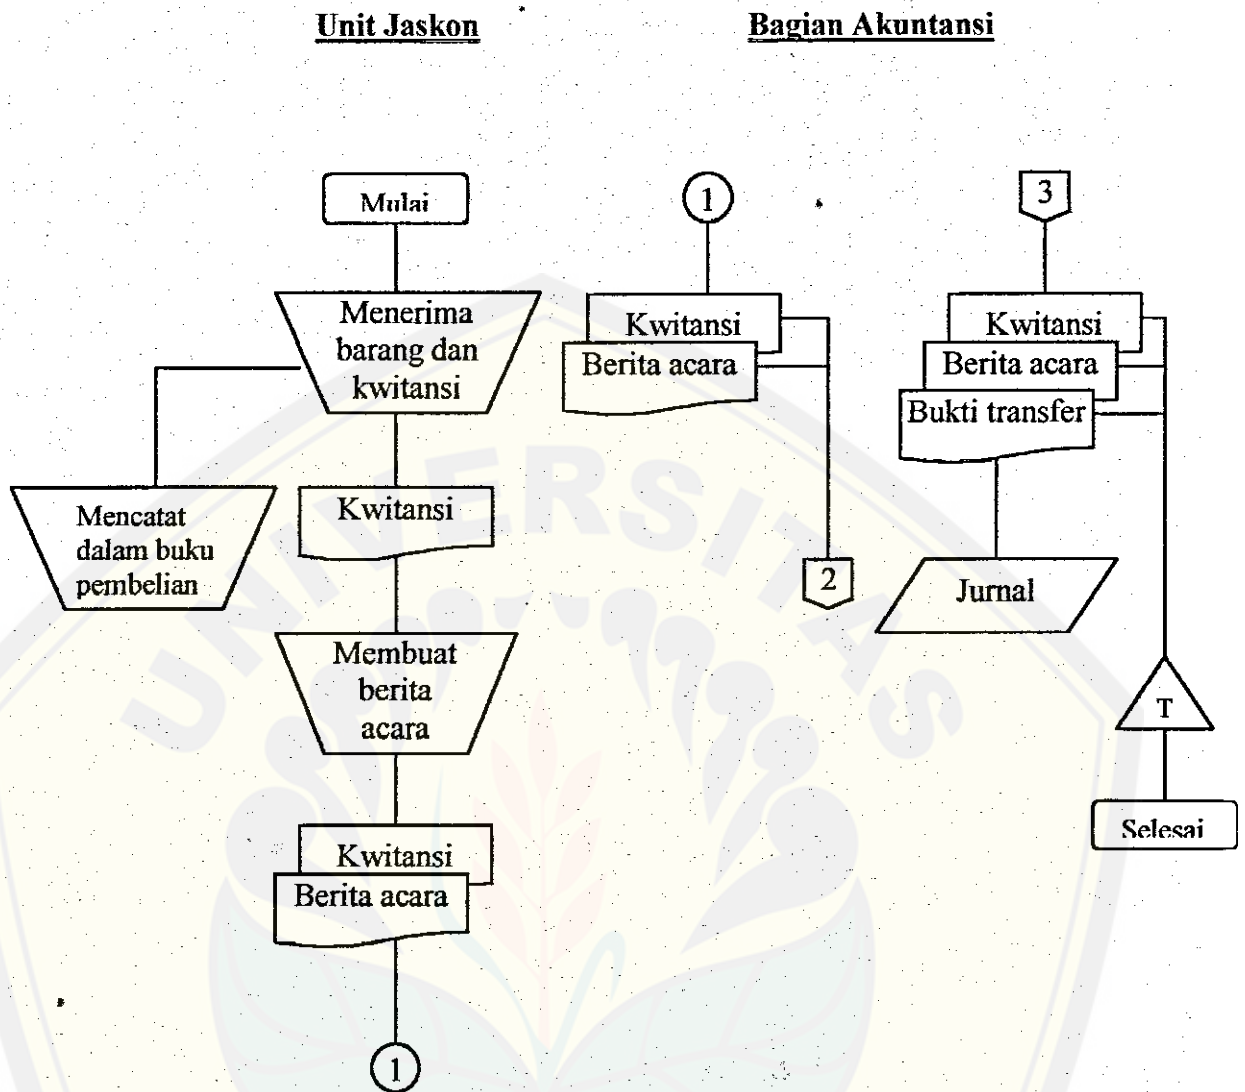 Unit Jaskon
Bagian Akuntansi
Mulai
Menerima
barang dan
kwitansi
Mencatat
dalam buku
pembelian
Kwitansi
Membuat
berita
acara
Kwitansi
Berita acara
1
1
Kwitansi
Berita acara
2
3
Kwitansi
Berita acara
Bukti transfer
Jurnal
T
Selesai
UNIVERSITAS